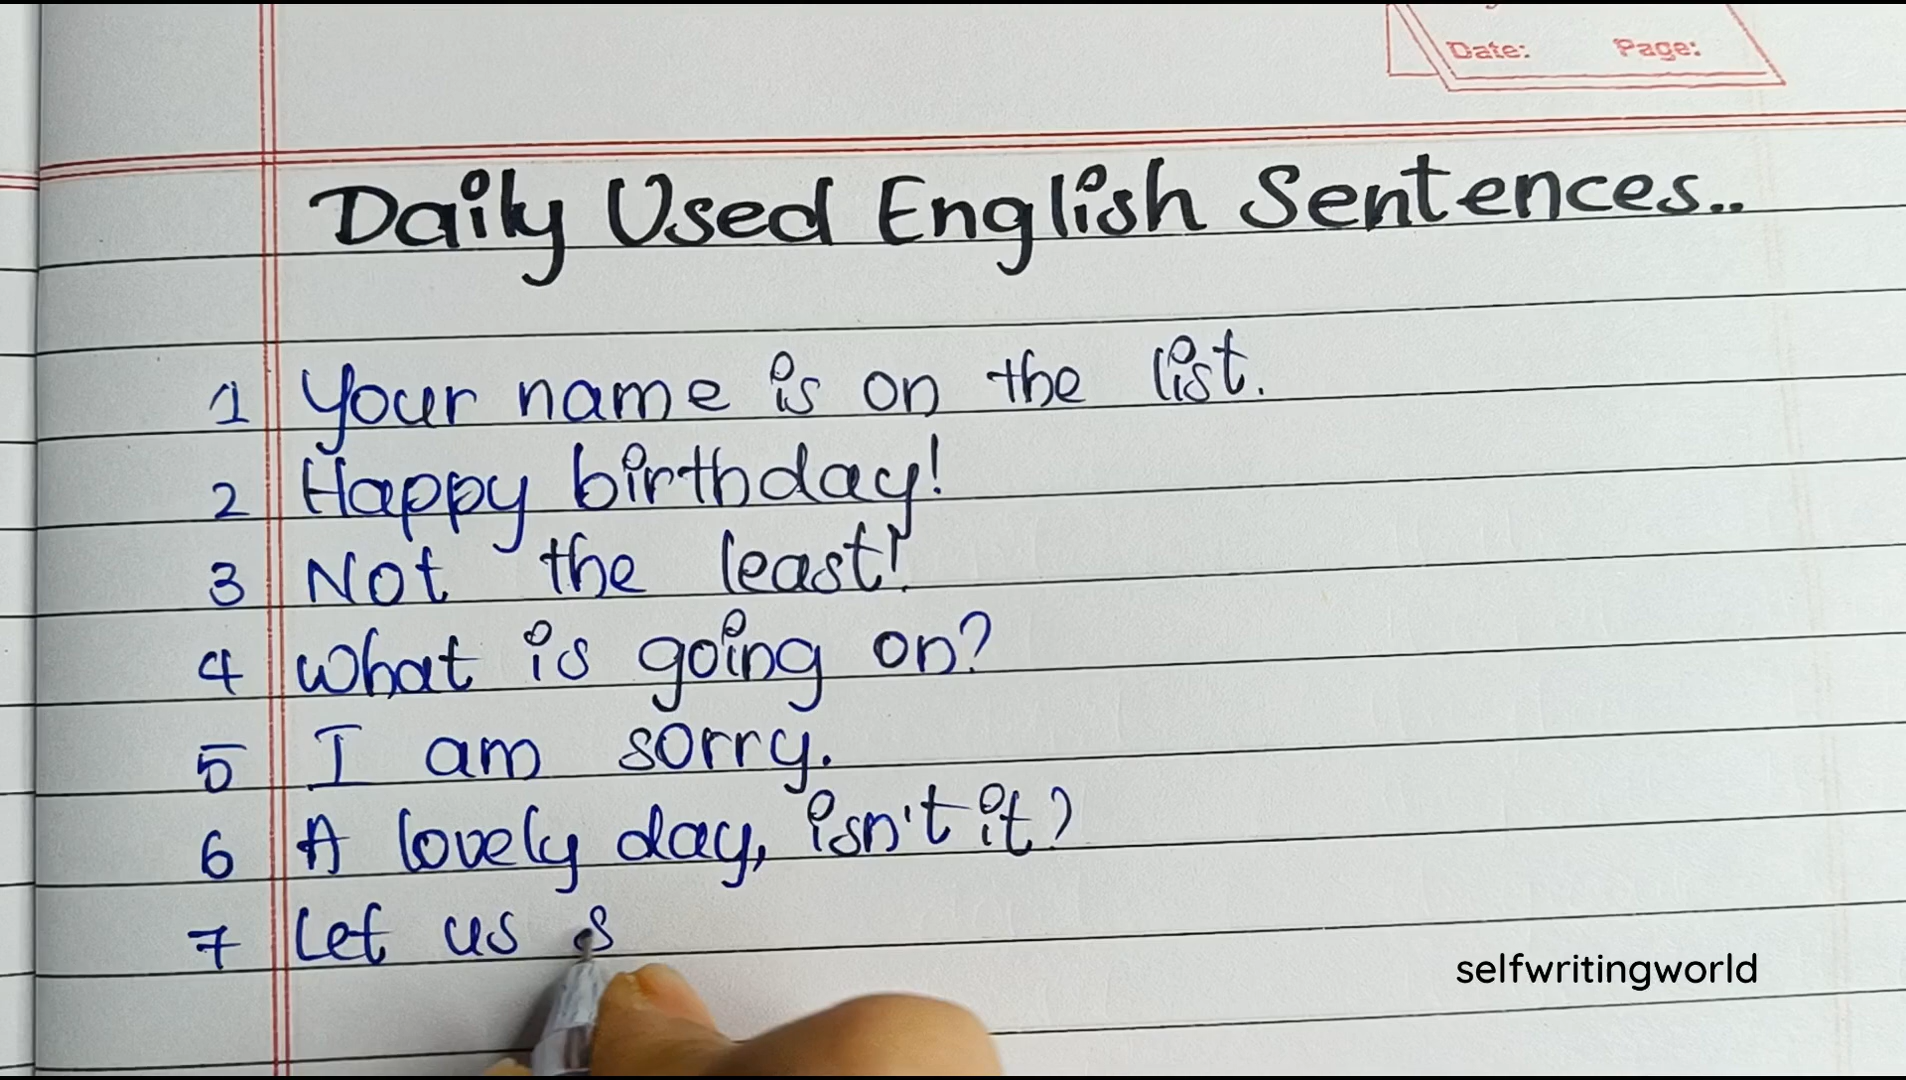 Date: Page:
Daily Used English Sentences..
1 Your name is on the list.
2 Happy birthday!
3 Not the least!
4 What is going on?
5 I am sorry.
6 A lovely day, isn't it?
7 Let us s
selfwritingworld